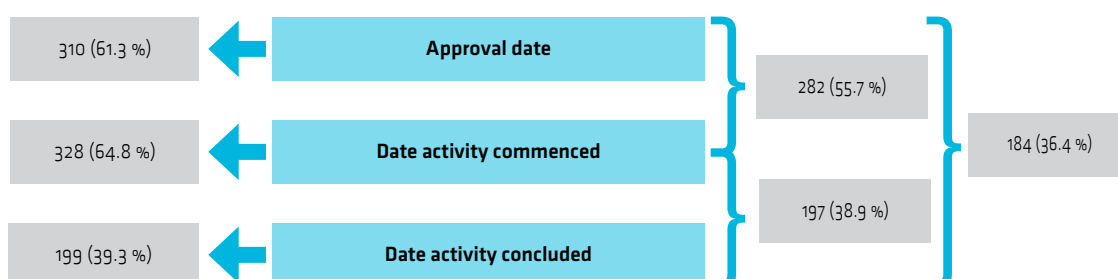 310 (61.3 %)
Approval date
282 (55.7 %)
328 (64.8 %)
Date activity commenced
184 (36.4 %)
197 (38.9 %)
199 (39.3 %)
Date activity concluded